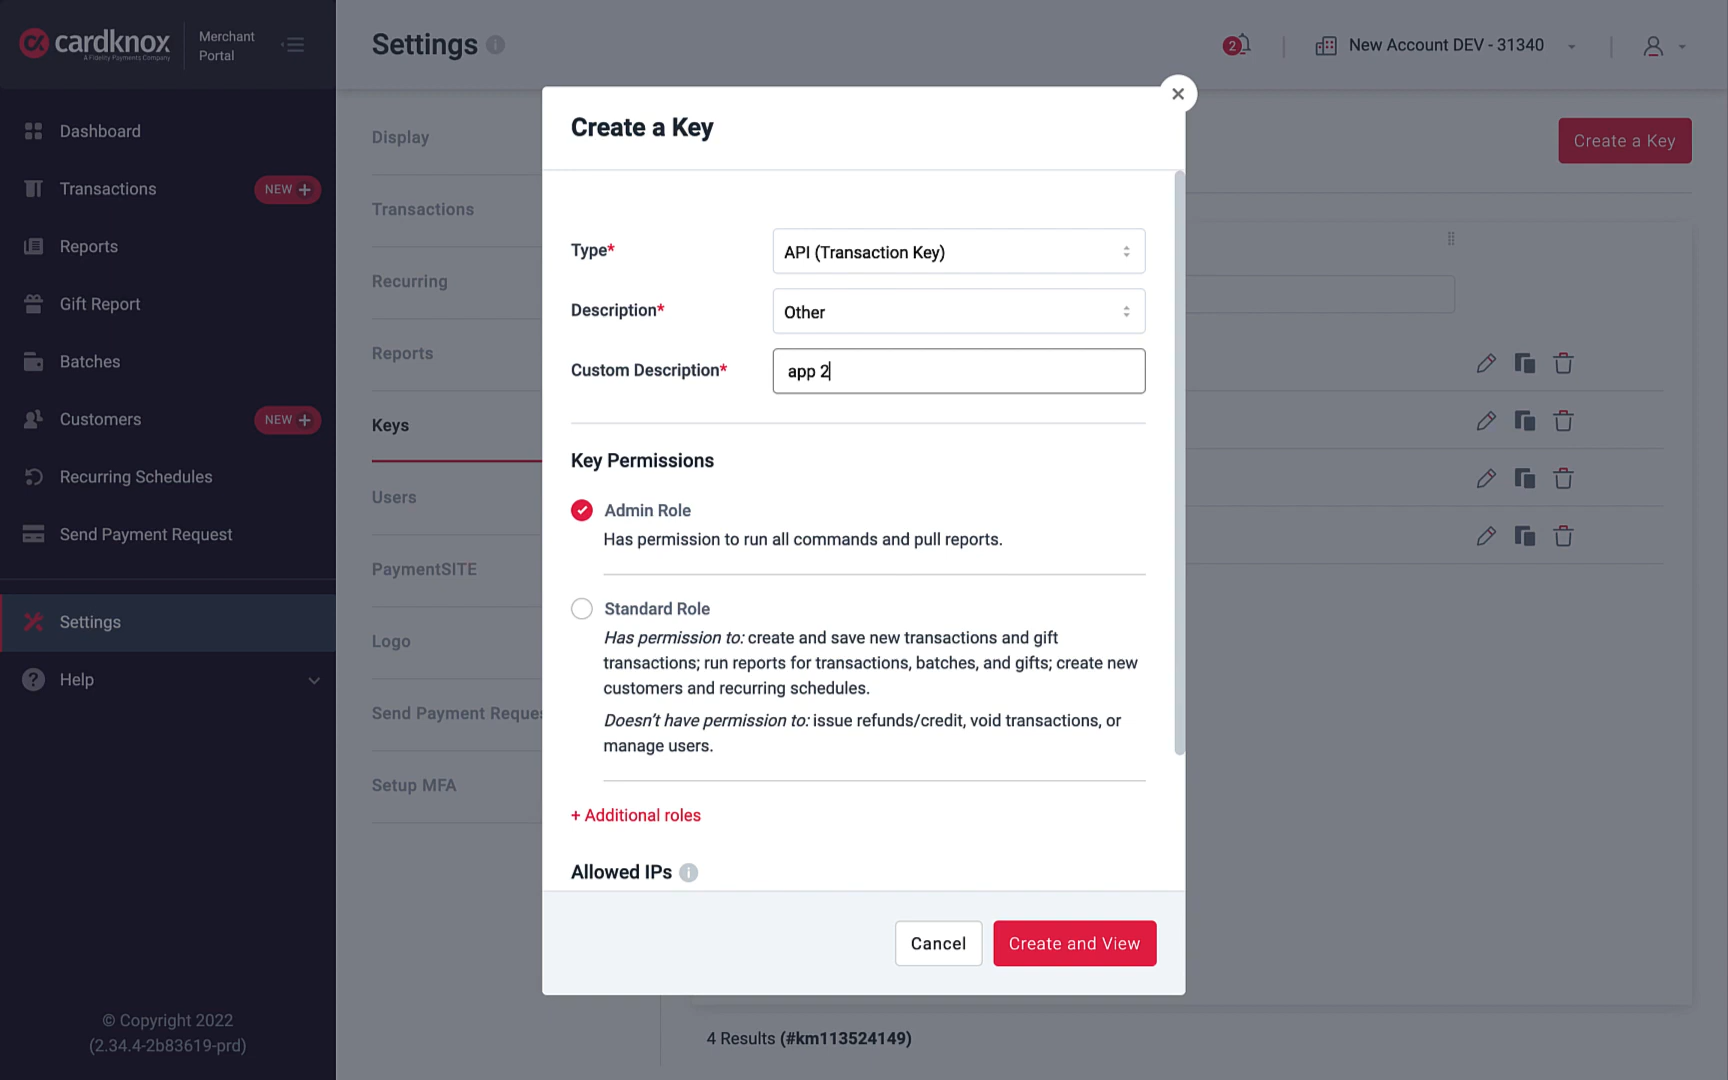 cardknox
A Fidelity Payments Company
Merchant
Portal
Dashboard
Transactions
NEW +
Reports
Gift Report
Batches
Customers
NEW +
Recurring Schedules
Send Payment Request
Settings
Help
© Copyright 2022
(2.34.4-2b83619-prd)
Settings
2
New Account DEV - 31340
Display
Transactions
Recurring
Reports
Keys
Users
PaymentSITE
Logo
Send Payment Reques
Setup MFA
Create a Key
4 Results (#km113524149)
Create a Key
Type*
API (Transaction Key)
Description*
Other
Custom Description*
app 2
Key Permissions
Admin Role
Has permission to run all commands and pull reports.
Standard Role
Has permission to: create and save new transactions and gift
transactions; run reports for transactions, batches, and gifts; create new
customers and recurring schedules.
Doesn't have permission to: issue refunds/credit, void transactions, or
manage users.
+ Additional roles
Allowed IPs
Cancel
Create and View